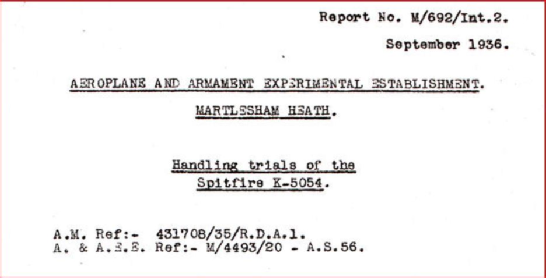 Report No. M/692/Int.2.
September 1936.
AEROPLANE AND ARMAMENT EXPERIMENTAL ESTABLISHMENT.
MARTLESHAM HEATH.
Handling trials of the
Spitfire K-5054.
A.M. Ref:- 431708/35/R.D.A.1.
A. & A.E.E. Ref:- M/4493/20 - A.S.56.